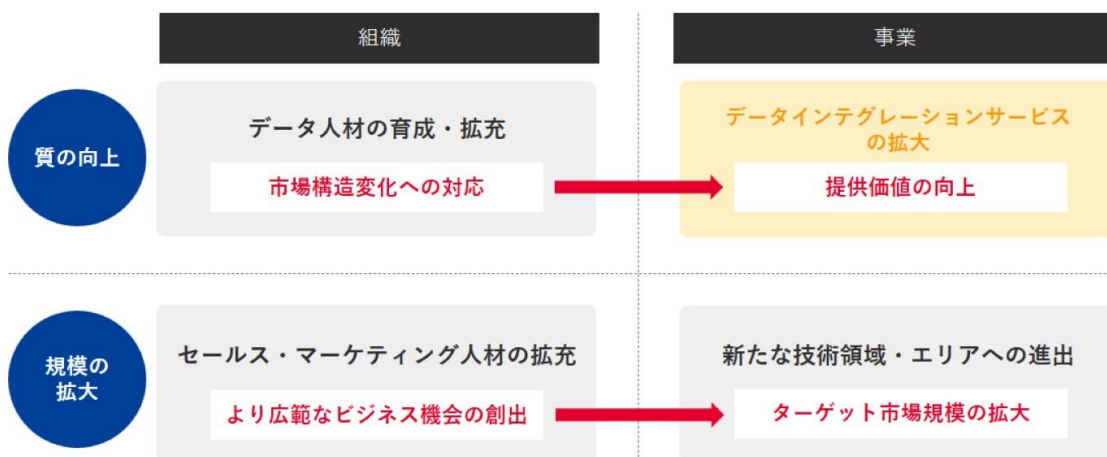 組織
事業
質の向上
データ人材の育成・拡充
市場構造変化への対応
データインテグレーションサービス
の拡大
提供価値の向上
規模の
拡大
セールス・マーケティング人材の拡充
より広範なビジネス機会の創出
新たな技術領域・エリアへの進出
ターゲット市場規模の拡大